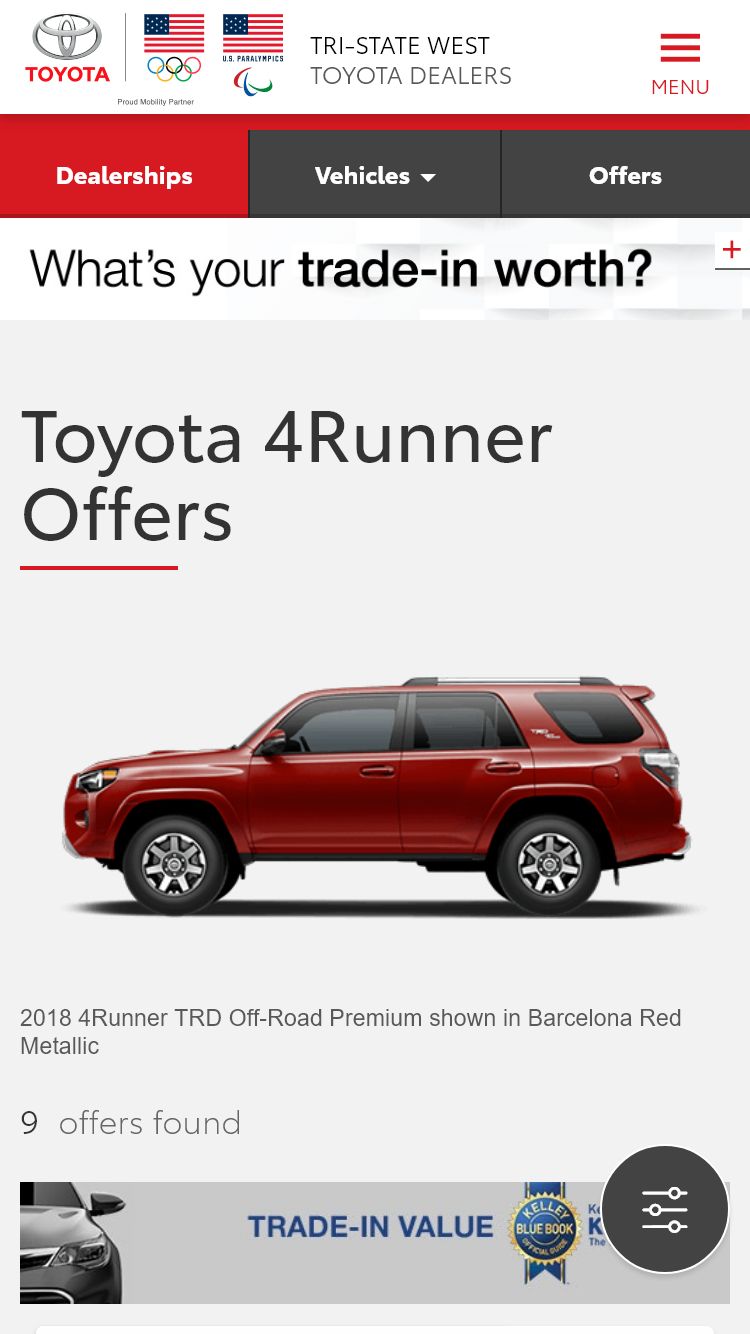 TOYOTA
U.S. PARALYMPICS
Proud Mobility Partner
TRI-STATE WEST
TOYOTA DEALERS
MENU
Dealerships
Vehicles
Offers
What's your trade-in worth?
+
Toyota 4Runner
Offers
TRD
2018 4Runner TRD Off-Road Premium shown in Barcelona Red
Metallic
9 offers found
TRADE-IN VALUE
KELLEY
BLUE BOOK
OFFICIAL GUIDE
The